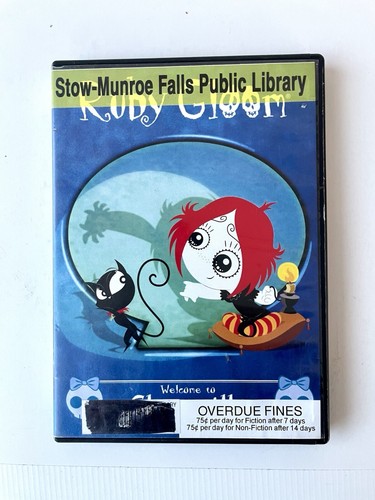 Stow-Munroe Falls Public Library
Ruby Gloom
Welcome to
BY
OVERDUE FINES
75¢ per day for Fiction after 7 days
75¢ per day for Non-Fiction after 14 days